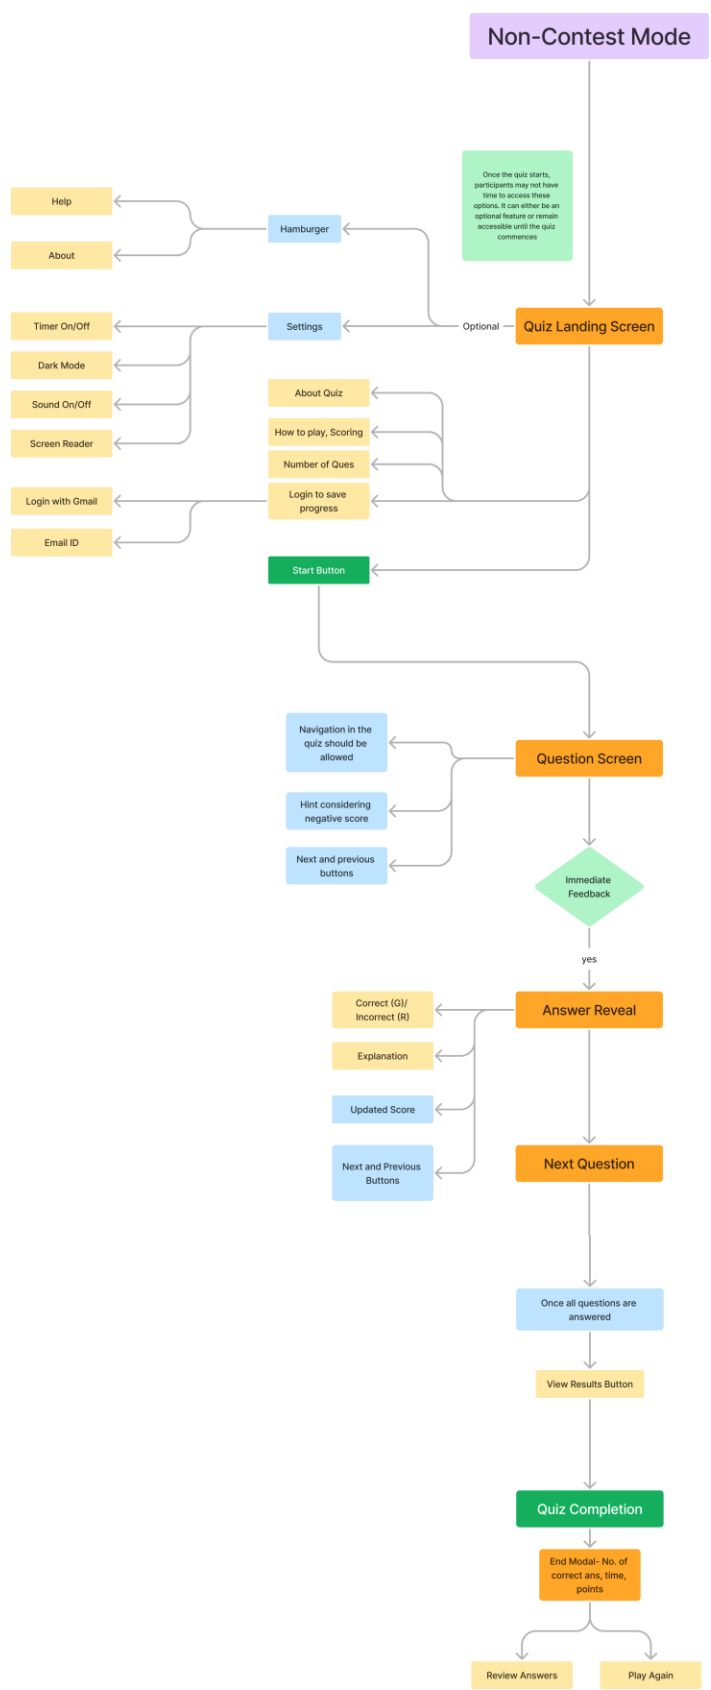 Non-Contest Mode
Once the quiz starts,
participants may not have
time to access these
options. It can either be an
optional feature or remain
accessible until the quiz
commences
Help
Hamburger
About
Timer On/Off
Settings
Optional
Quiz Landing Screen
Dark Mode
About Quiz
Sound On/Off
How to play, Scoring
Screen Reader
Number of Ques
Login with Gmail
Login to save
progress
Email ID
Start Button
Navigation in the
quiz should be
allowed
Question Screen
Hint considering
negative score
Next and previous
buttons
Immediate
Feedback
yes
Correct (G)/
Incorrect (R)
Answer Reveal
Explanation
Updated Score
Next and Previous
Buttons
Next Question
Once all questions are
answered
View Results Button
Quiz Completion
End Modal- No. of
correct ans, time,
points
Review Answers
Play Again